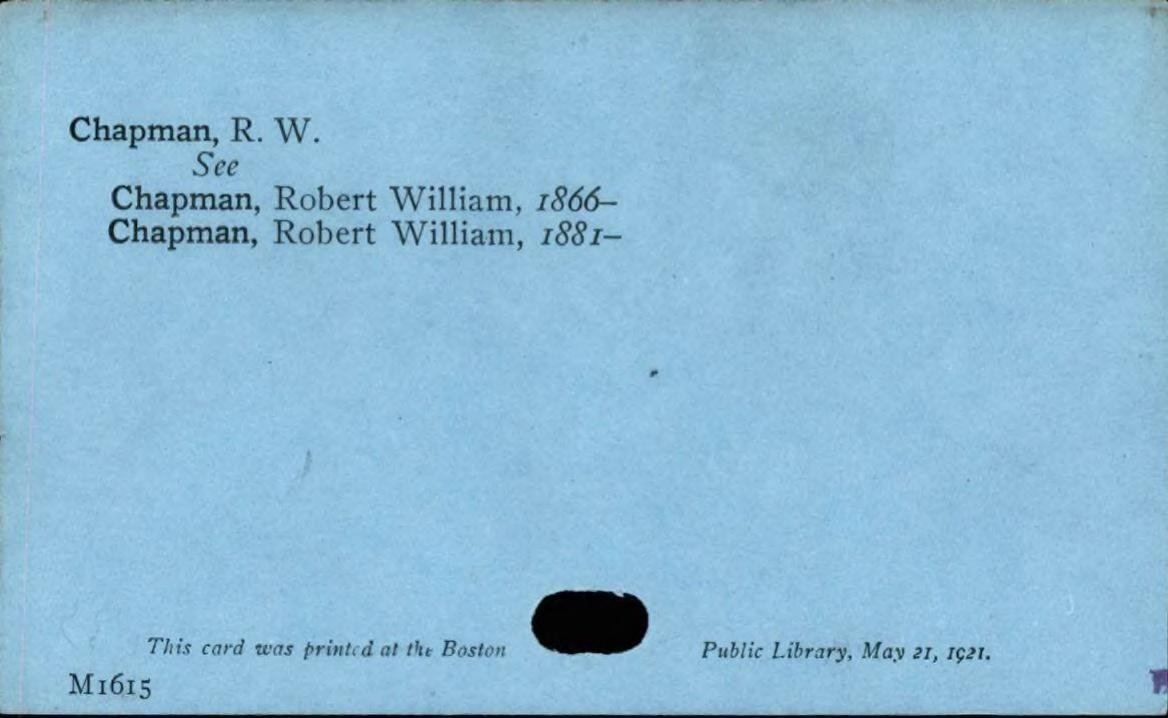 Chapman, R. W.
See
Chapman, Robert William, 1866–
Chapman, Robert William, 1881–
This card was printed at the Boston Public Library, May 21, 1921.
M1615